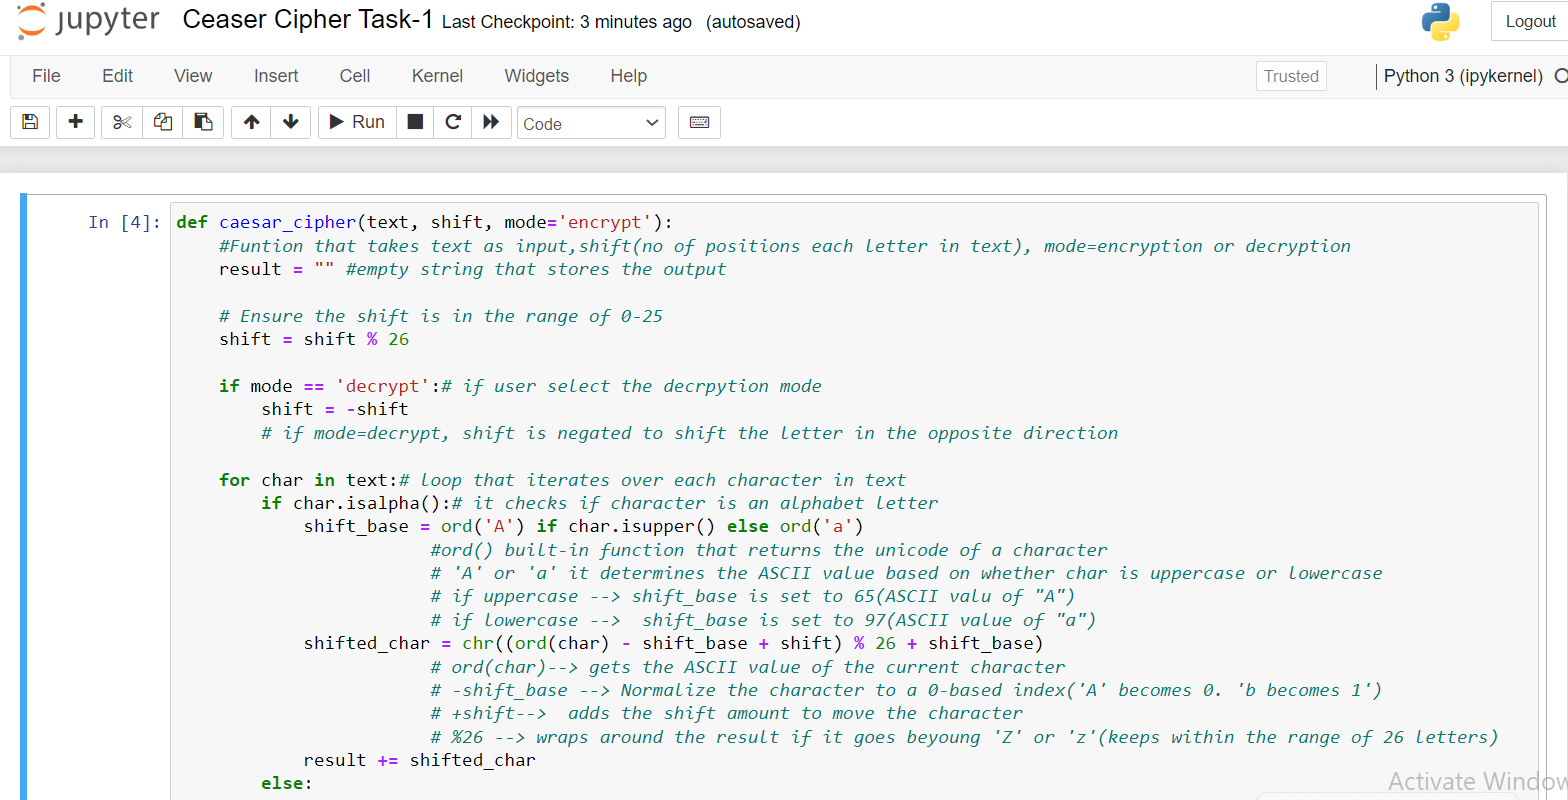 jupyter Ceaser Cipher Task-1 Last Checkpoint: 3 minutes ago (autosaved) Logout
File Edit View Insert Cell Kernel Widgets Help Trusted Python 3 (ipykernel)
Run Code
In [4]: def caesar_cipher(text, shift, mode='encrypt'):
#Funtion that takes text as input,shift(no of positions each letter in text), mode=encryption or decryption
result = "" #empty string that stores the output
# Ensure the shift is in the range of 0-25
shift = shift % 26
if mode == 'decrypt':# if user select the decrpytion mode
shift = -shift
# if mode=decrypt, shift is negated to shift the letter in the opposite direction
for char in text:# loop that iterates over each character in text
if char.isalpha():# it checks if character is an alphabet letter
shift_base = ord('A') if char.isupper() else ord('a')
#ord() built-in function that returns the unicode of a character
# 'A' or 'a' it determines the ASCII value based on whether char is uppercase or lowercase
# if uppercase --> shift_base is set to 65(ASCII valu of "A")
# if lowercase --> shift_base is set to 97(ASCII value of "a")
shifted_char = chr((ord(char) - shift_base + shift) % 26 + shift_base)
# ord(char)--> gets the ASCII value of the current character
# -shift_base --> Normalize the character to a 0-based index('A' becomes 0. 'b becomes 1')
# +shift--> adds the shift amount to move the character
# %26 --> wraps around the result if it goes beyoung 'Z' or 'z'(keeps within the range of 26 letters)
result += shifted_char
else:
Activate Window